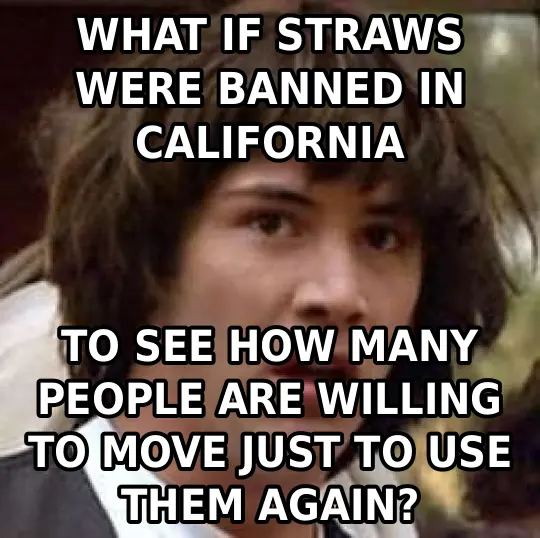 WHAT IF STRAWS
WERE BANNED IN
CALIFORNIA
TO SEE HOW MANY
PEOPLE ARE WILLING
TO MOVE JUST TO USE
THEM AGAIN?